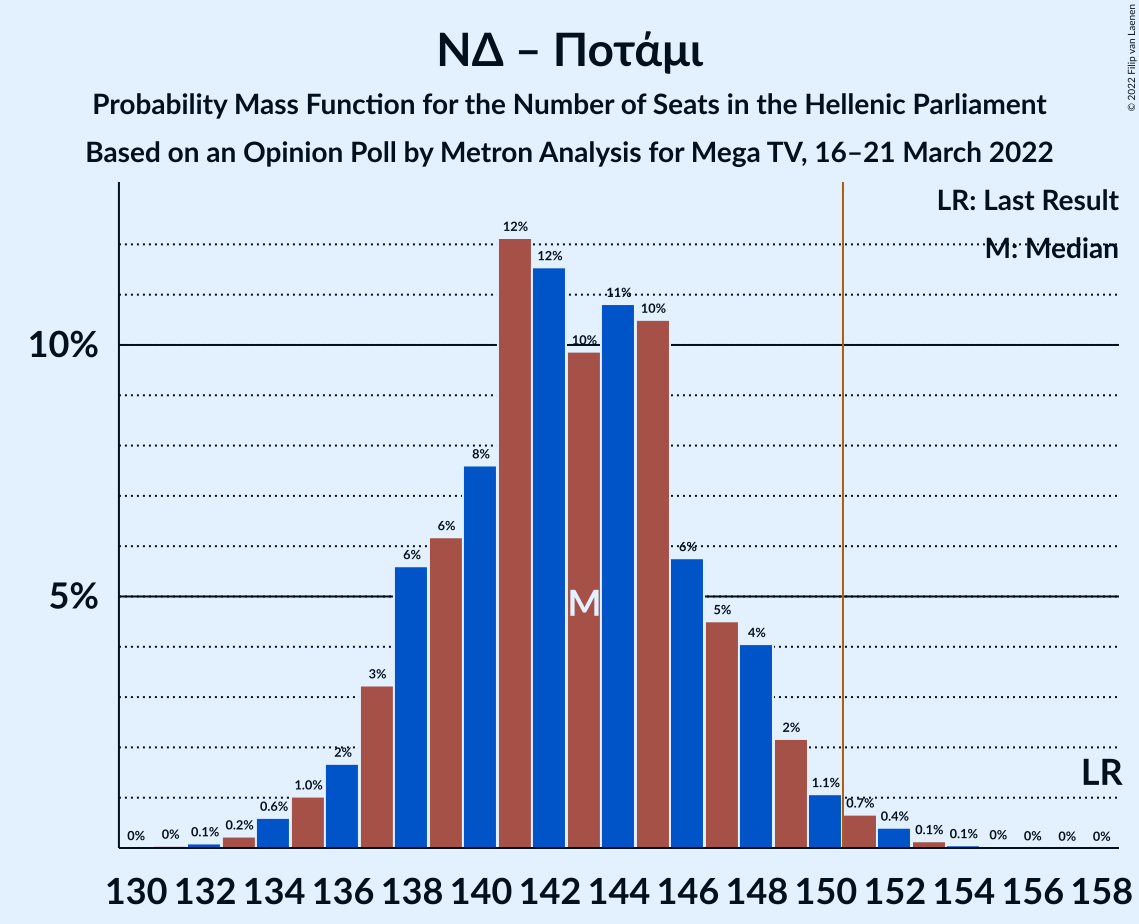 ΝΔ – Ποτάμι
Probability Mass Function for the Number of Seats in the Hellenic Parliament
Based on an Opinion Poll by Metron Analysis for Mega TV, 16–21 March 2022
© 2022 Filip van Laenen
LR: Last Result
M: Median
10%
5%
0% 0% 0.1% 0.2% 0.6% 1.0% 2% 3% 6% 6% 8% 12% 12% 10% 11% 10% 6% 5% 4% 2% 1.1% 0.7% 0.4% 0.1% 0.1% 0% 0% 0% 0%
M
LR
130 132 134 136 138 140 142 144 146 148 150 152 154 156 158